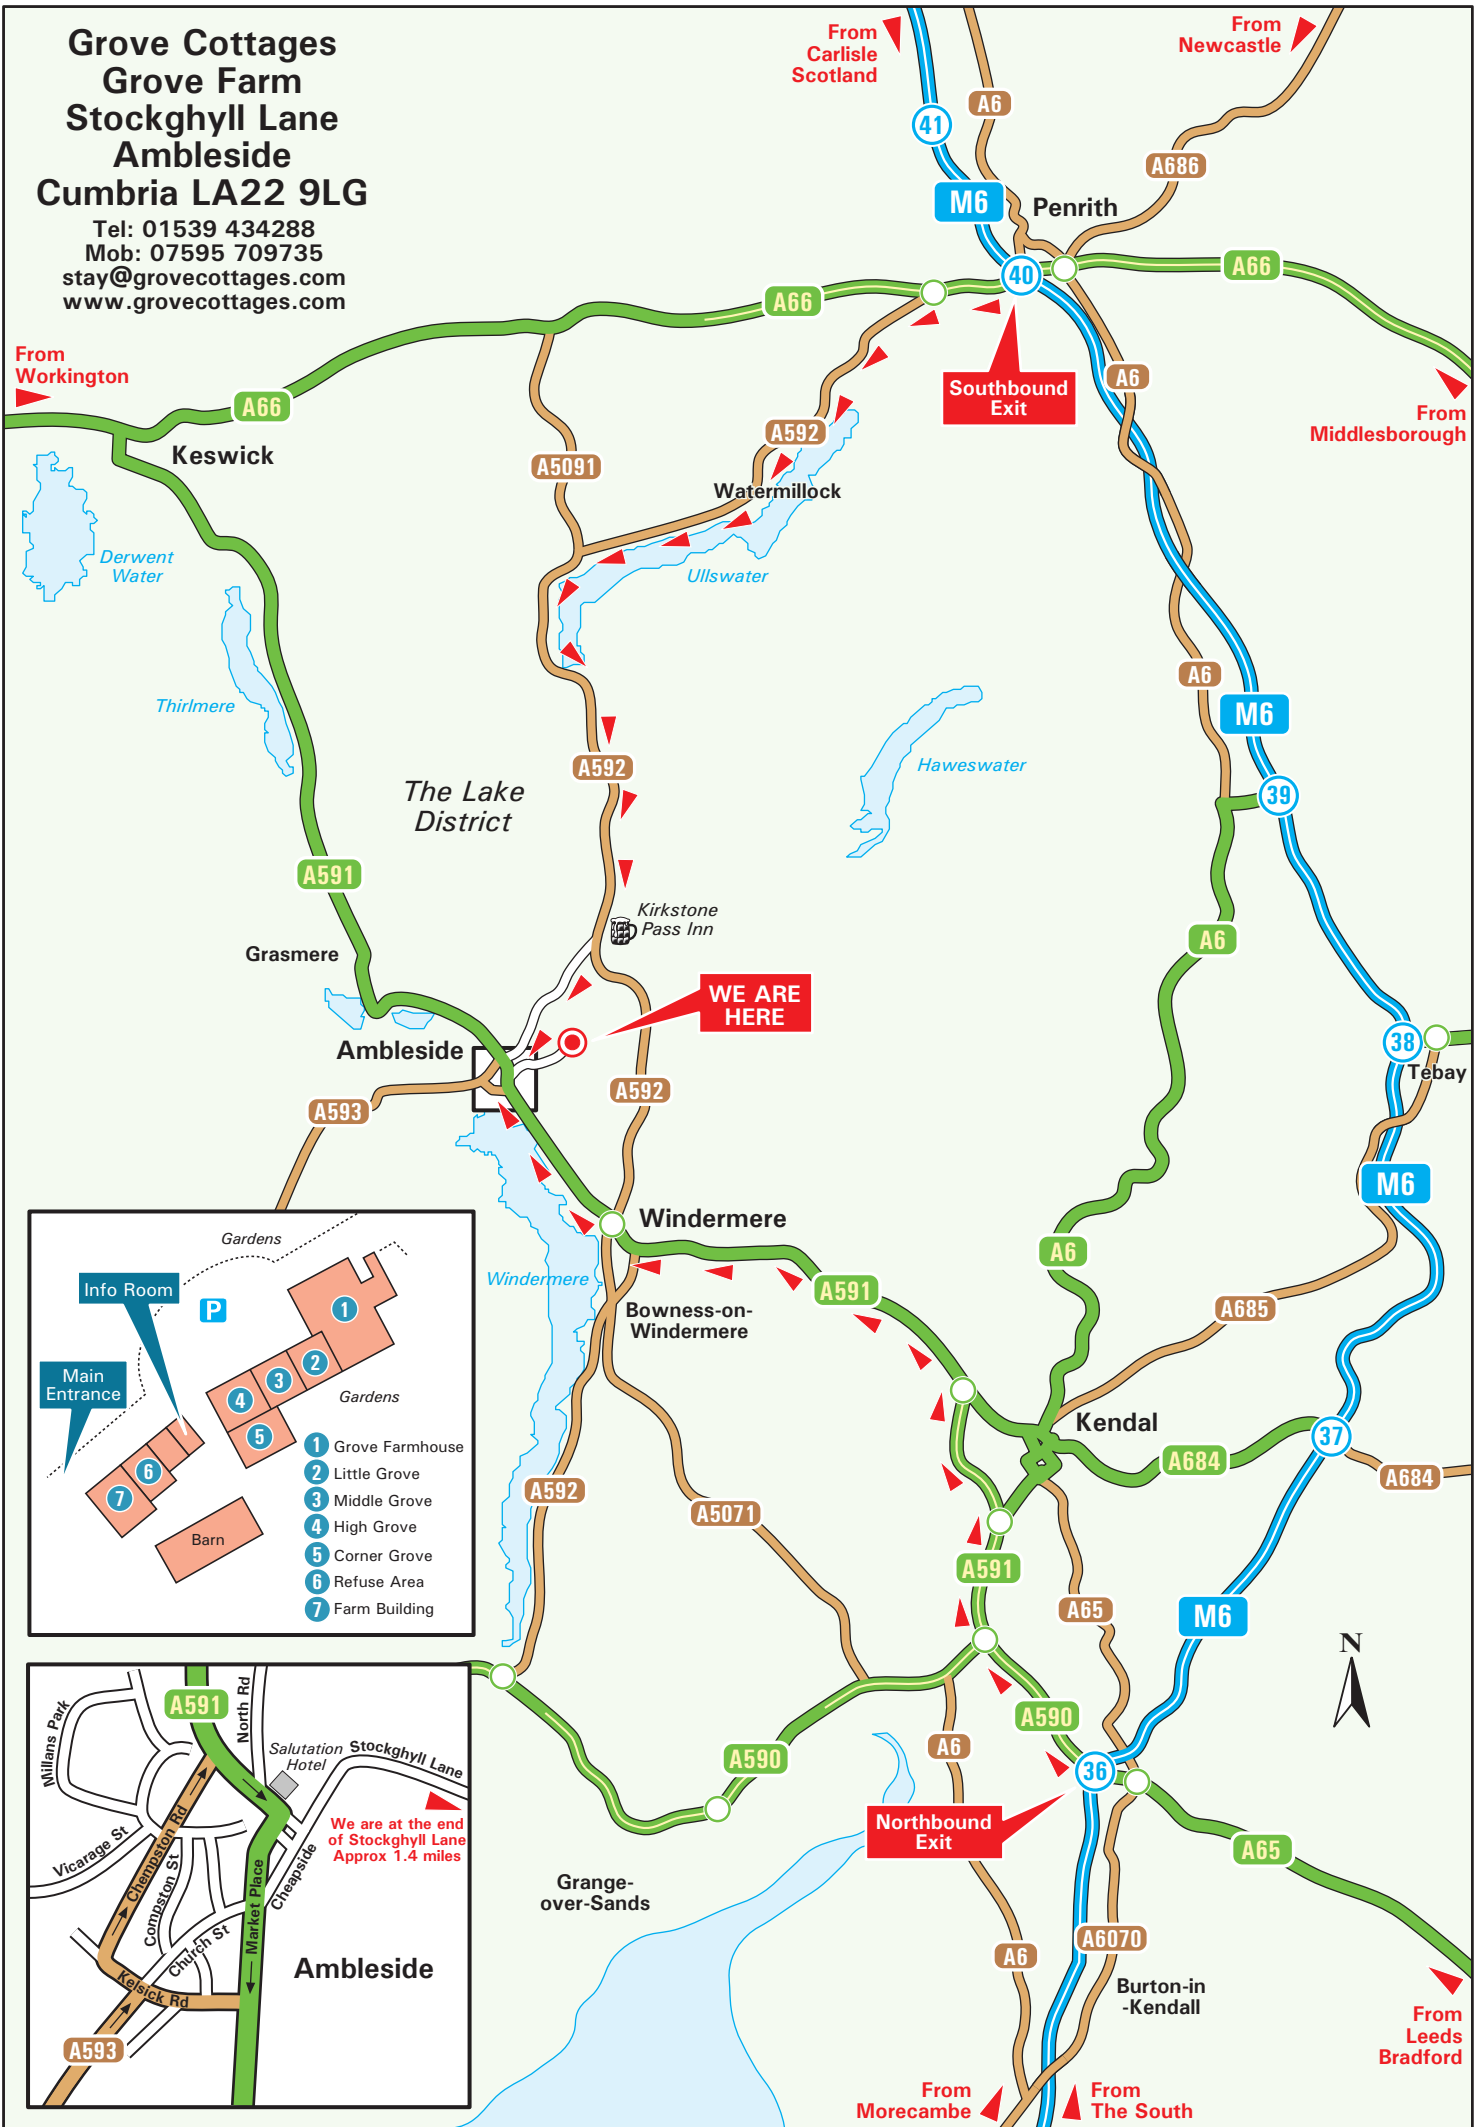 Grove Cottages
Grove Farm
Stockghyll Lane
Ambleside
Cumbria LA22 9LG
Tel: 01539 434288
Mob: 07595 709735
stay@grovecottages.com
www.grovecottages.com
From
Carlisle
Scotland
From
Newcastle
41
A6
A686
M6
Penrith
40
A66
A66
From
Workington
A66
Southbound
Exit
A6
From
Middlesborough
Keswick
A592
A5091
Watermillock
Derwent
Water
Ullswater
Thirlmere
A6
M6
A592
Haweswater
39
The Lake
District
A591
Kirkstone
Pass Inn
A6
Grasmere
WE ARE
HERE
Ambleside
38
Tebay
A592
A593
M6
Windermere
A6
Windermere
A591
A685
Bowness-on-
Windermere
Kendal
37
A684
A684
A592
A5071
A591
A65
M6
N
A590
A6
A590
36
Northbound
Exit
A65
Grange-
over-Sands
A6
A6070
Burton-in
-Kendall
From
Leeds
Bradford
From
Morecambe
From
The South
Gardens
Info Room
P
Main
Entrance
1
2
3
4
5
6
7
Gardens
Barn
1 Grove Farmhouse
2 Little Grove
3 Middle Grove
4 High Grove
5 Corner Grove
6 Refuse Area
7 Farm Building
A591
North Rd
Millans Park
Salutation
Hotel
Stockghyll Lane
We are at the end
of Stockghyll Lane
Approx 1.4 miles
Vicarage St
Chempston Rd
Compston St
Market Place
Cheapside
Church St
Kelsick Rd
Ambleside
A593